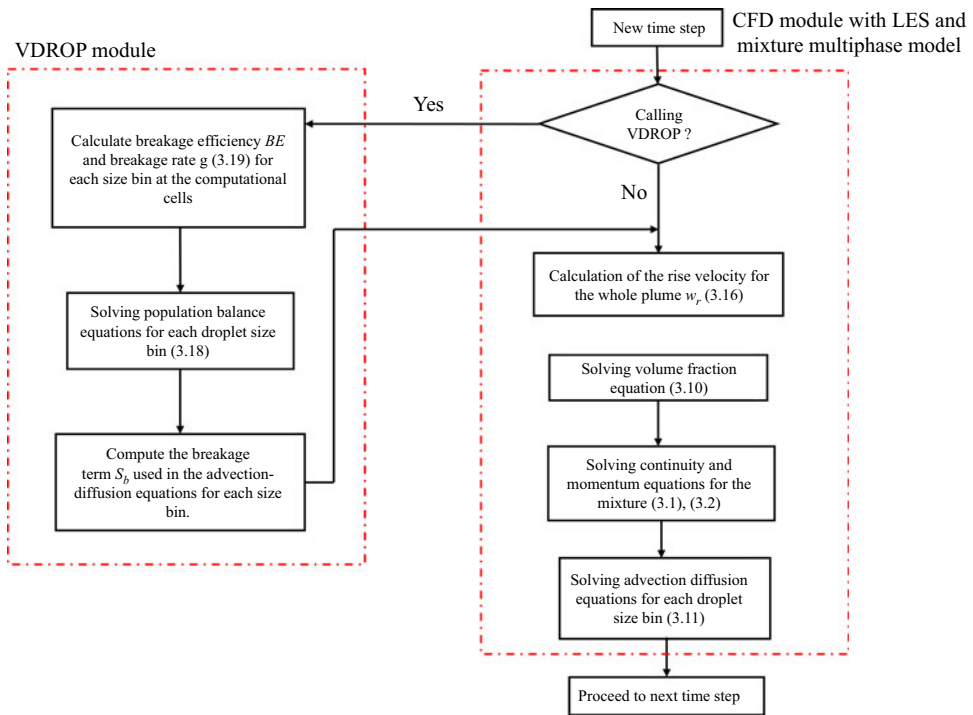 New time step
CFD module with LES and
mixture multiphase model
VDROP module
Yes
Calling
VDROP ?
No
Calculate breakage efficiency BE
and breakage rate g (3.19) for
each size bin at the computational
cells
Solving population balance
equations for each droplet size
bin (3.18)
Compute the breakage
term S_b used in the advection-
diffusion equations for each size
bin.
Calculation of the rise velocity for
the whole plume w_r (3.16)
Solving volume fraction
equation (3.10)
Solving continuity and
momentum equations for the
mixture (3.1), (3.2)
Solving advection diffusion
equations for each droplet
size bin (3.11)
Proceed to next time step